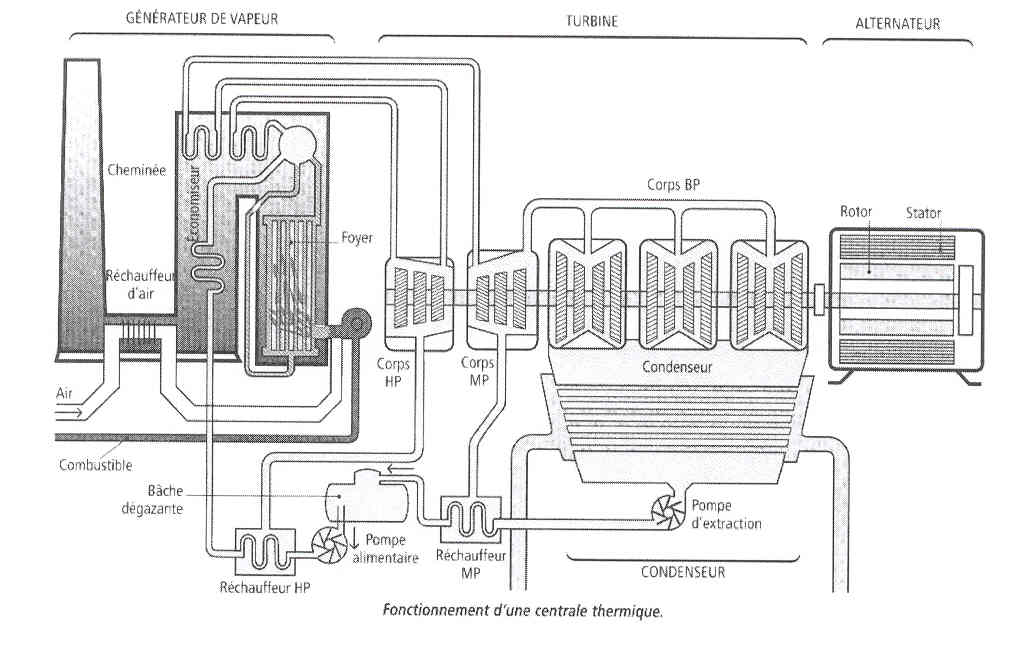 GÉNÉRATEUR DE VAPEUR
TURBINE
ALTERNATEUR
Cheminée
Économiseur
Foyer
Réchauffeur
d'air
Air
Combustible
Corps BP
Rotor
Stator
Corps
HP
Corps
MP
Condenseur
Bâche
dégazante
Pompe
alimentaire
Réchauffeur HP
Réchauffeur
MP
Pompe
d'extraction
CONDENSEUR
Fonctionnement d'une centrale thermique.